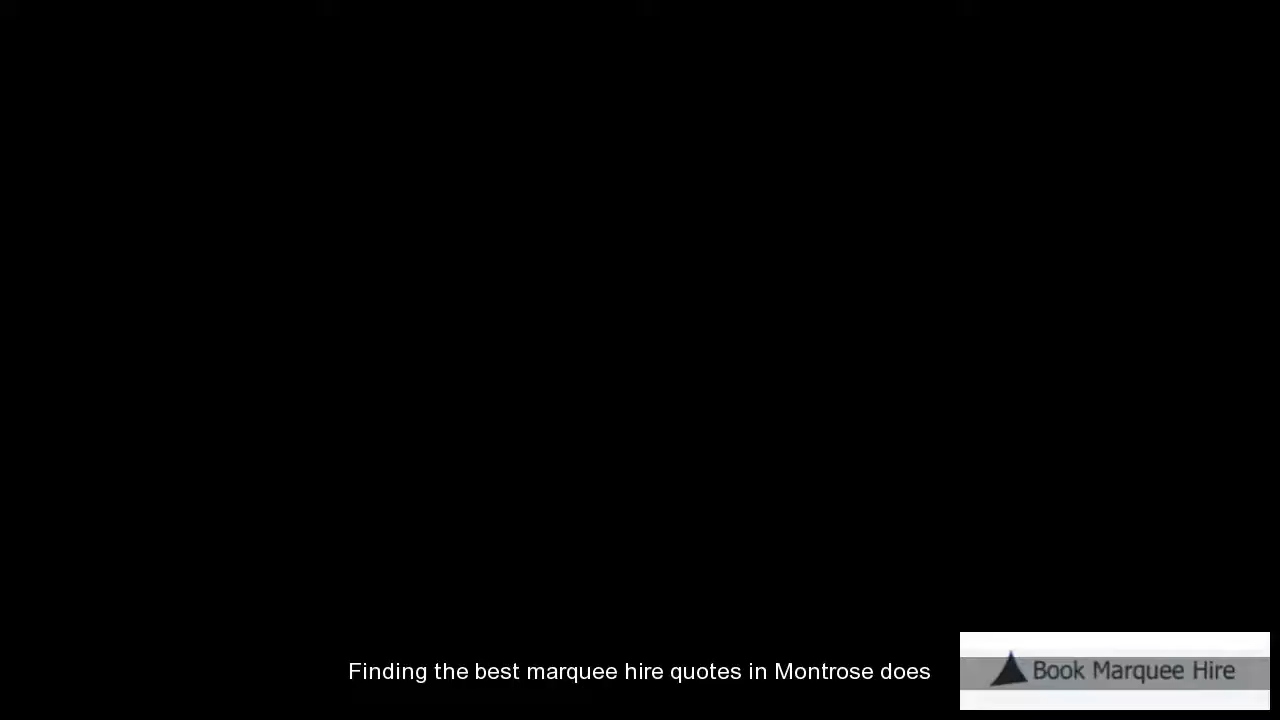 Finding the best marquee hire quotes in Montrose does
Book Marquee Hire